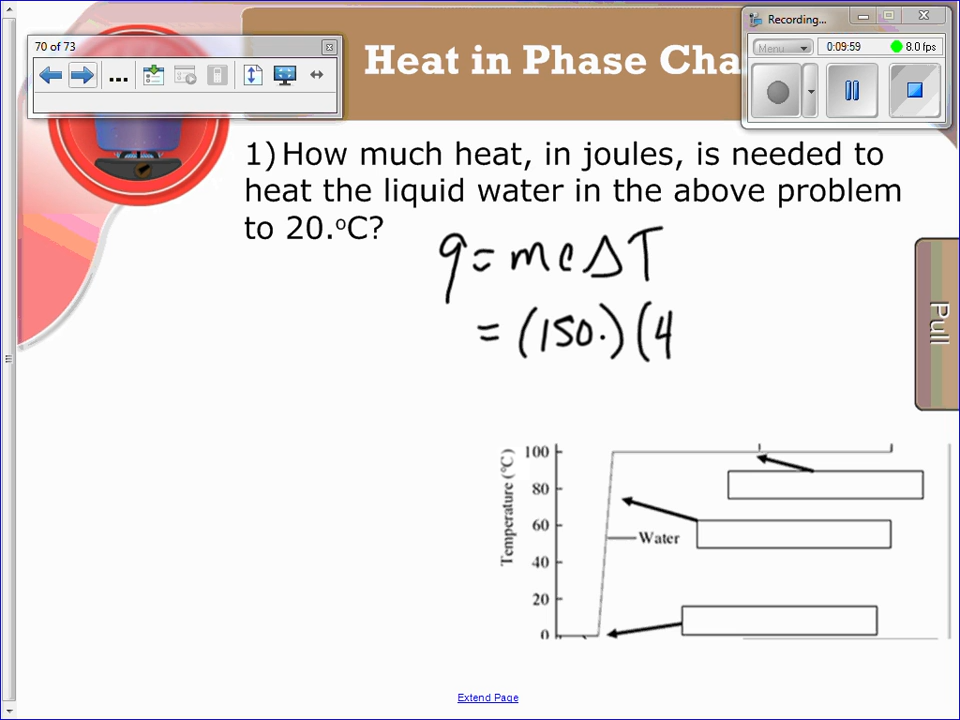 Recording...
70 of 73
Menu
0:09:59
8.0 fps
Heat in Phase Cha
1) How much heat, in joules, is needed to
heat the liquid water in the above problem
to 20.°C?
q = mcΔT
= (150.)(4
Pull
Temperature (°C)
100
80
60
Water
40
20
0
Extend Page